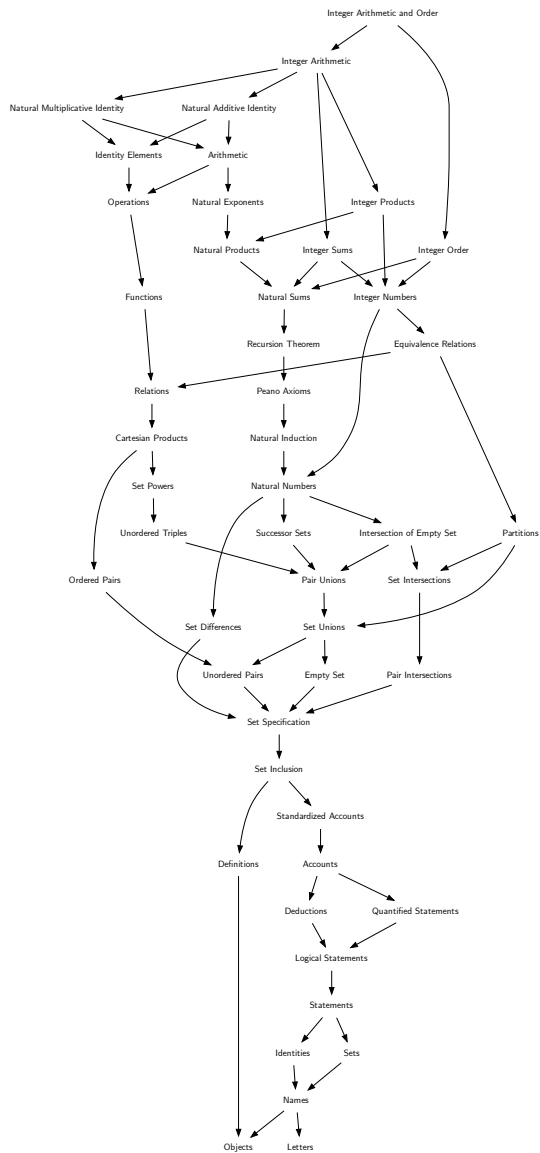 Integer Arithmetic and Order
Integer Arithmetic
Natural Multiplicative Identity
Natural Additive Identity
Identity Elements
Arithmetic
Operations
Natural Exponents
Integer Products
Natural Products
Integer Sums
Integer Order
Functions
Natural Sums
Integer Numbers
Recursion Theorem
Equivalence Relations
Relations
Peano Axioms
Cartesian Products
Natural Induction
Set Powers
Natural Numbers
Unordered Triples
Successor Sets
Intersection of Empty Set
Partitions
Ordered Pairs
Pair Unions
Set Intersections
Set Differences
Set Unions
Unordered Pairs
Empty Set
Pair Intersections
Set Specification
Set Inclusion
Standardized Accounts
Definitions
Accounts
Deductions
Quantified Statements
Logical Statements
Statements
Identities
Sets
Names
Objects
Letters